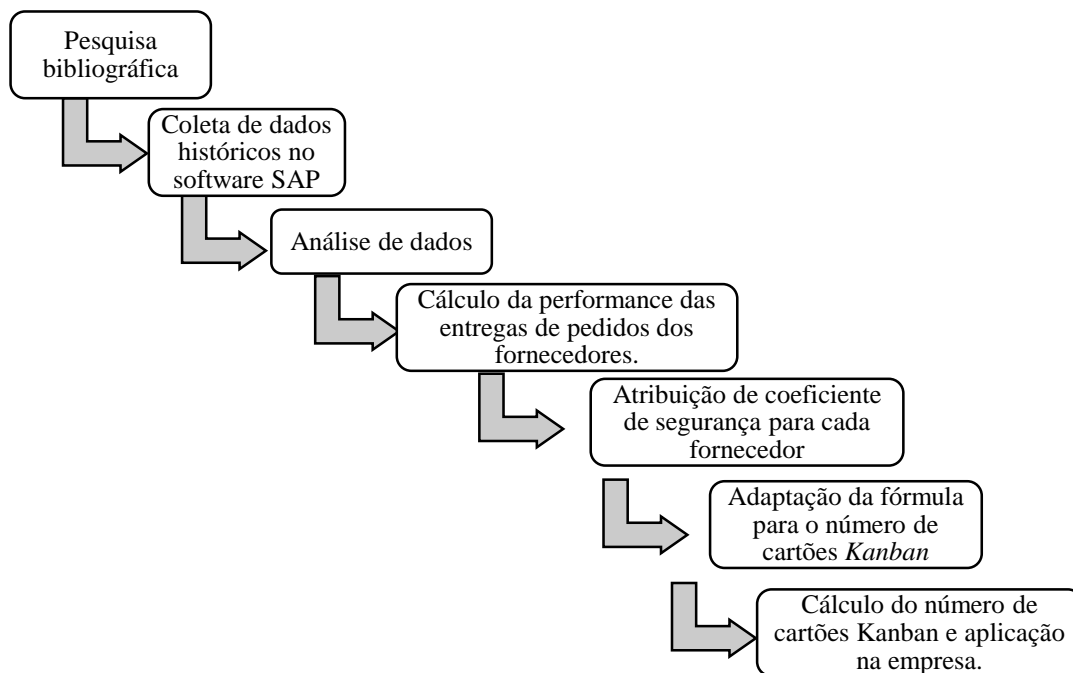 Pesquisa
bibliográfica
Coleta de dados
históricos no
software SAP
Análise de dados
Cálculo da performance das
entregas de pedidos dos
fornecedores.
Atribuição de coeficiente
de segurança para cada
fornecedor
Adaptação da fórmula
para o número de
cartões Kanban
Cálculo do número de
cartões Kanban e aplicação
na empresa.